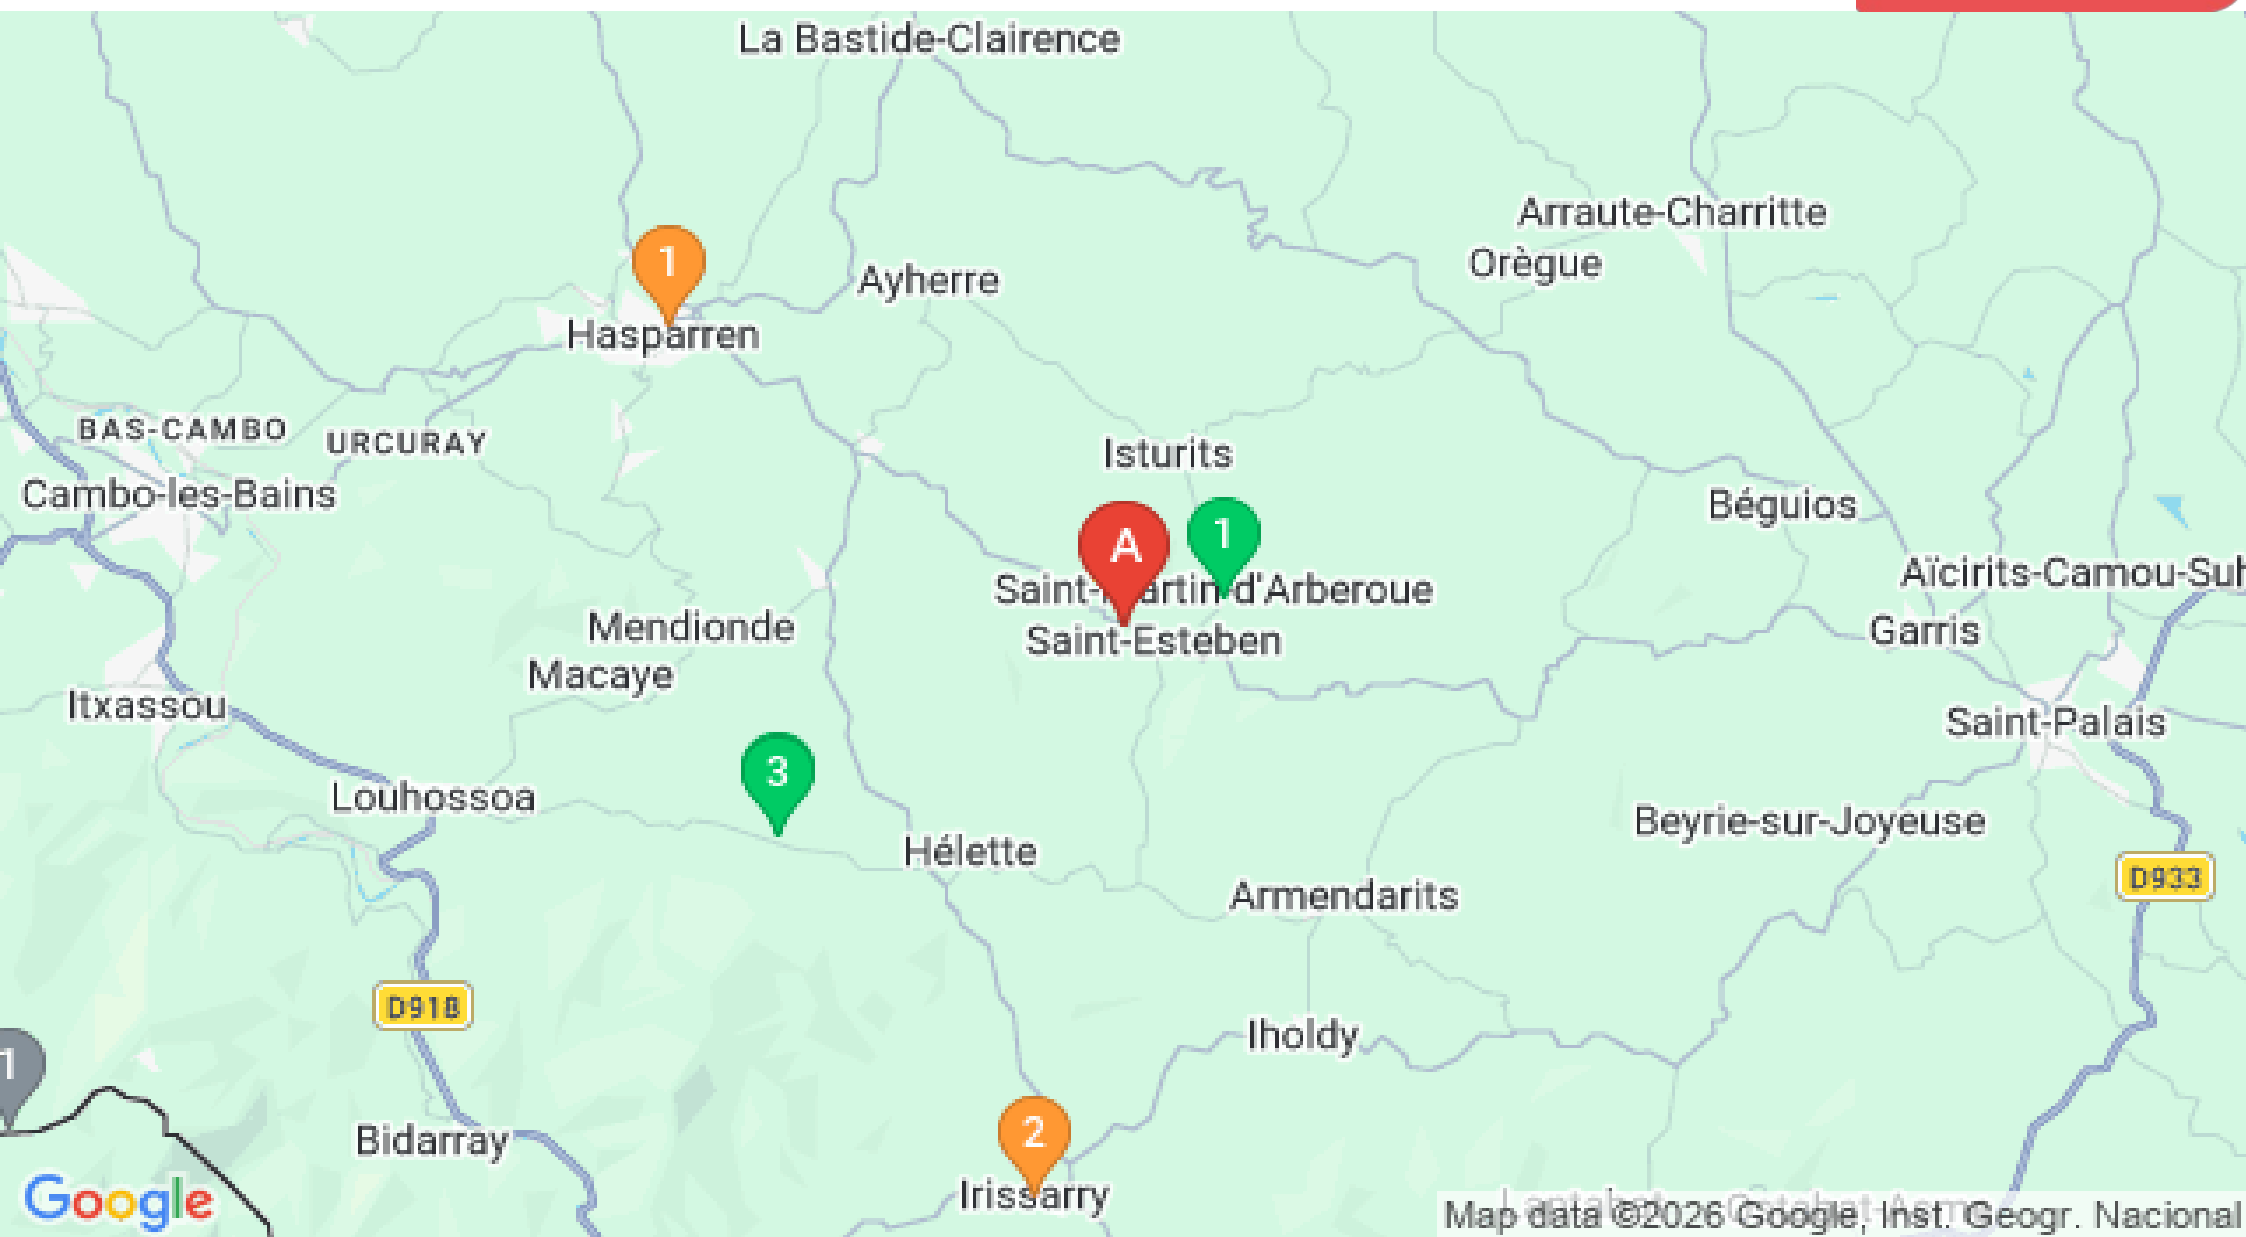 La Bastide-Clairence
Arraute-Charritte
Orègue
1
Ayherre
Hasparren
BAS-CAMBO
URCURAY
Isturits
Cambo-les-Bains
Béguios
A
1
Aïcirits-Camou-Suh
Saint-Martin-d'Arberoue
Mendionde
Saint-Esteben
Garris
Macaye
Itxassou
Saint-Palais
3
Louhossoa
Beyrie-sur-Joyeuse
Hélette
D933
Armendarits
D918
Iholdy
1
2
Bidarray
Irissarry
Google
Map data ©2026 Google, Inst. Geogr. Nacional